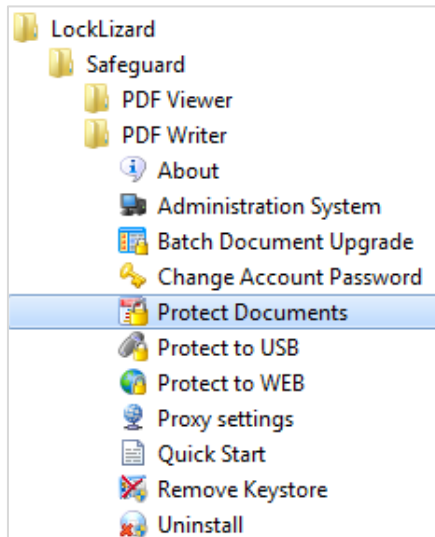 LockLizard
Safeguard
PDF Viewer
PDF Writer
About
Administration System
Batch Document Upgrade
Change Account Password
Protect Documents
Protect to USB
Protect to WEB
Proxy settings
Quick Start
Remove Keystore
Uninstall